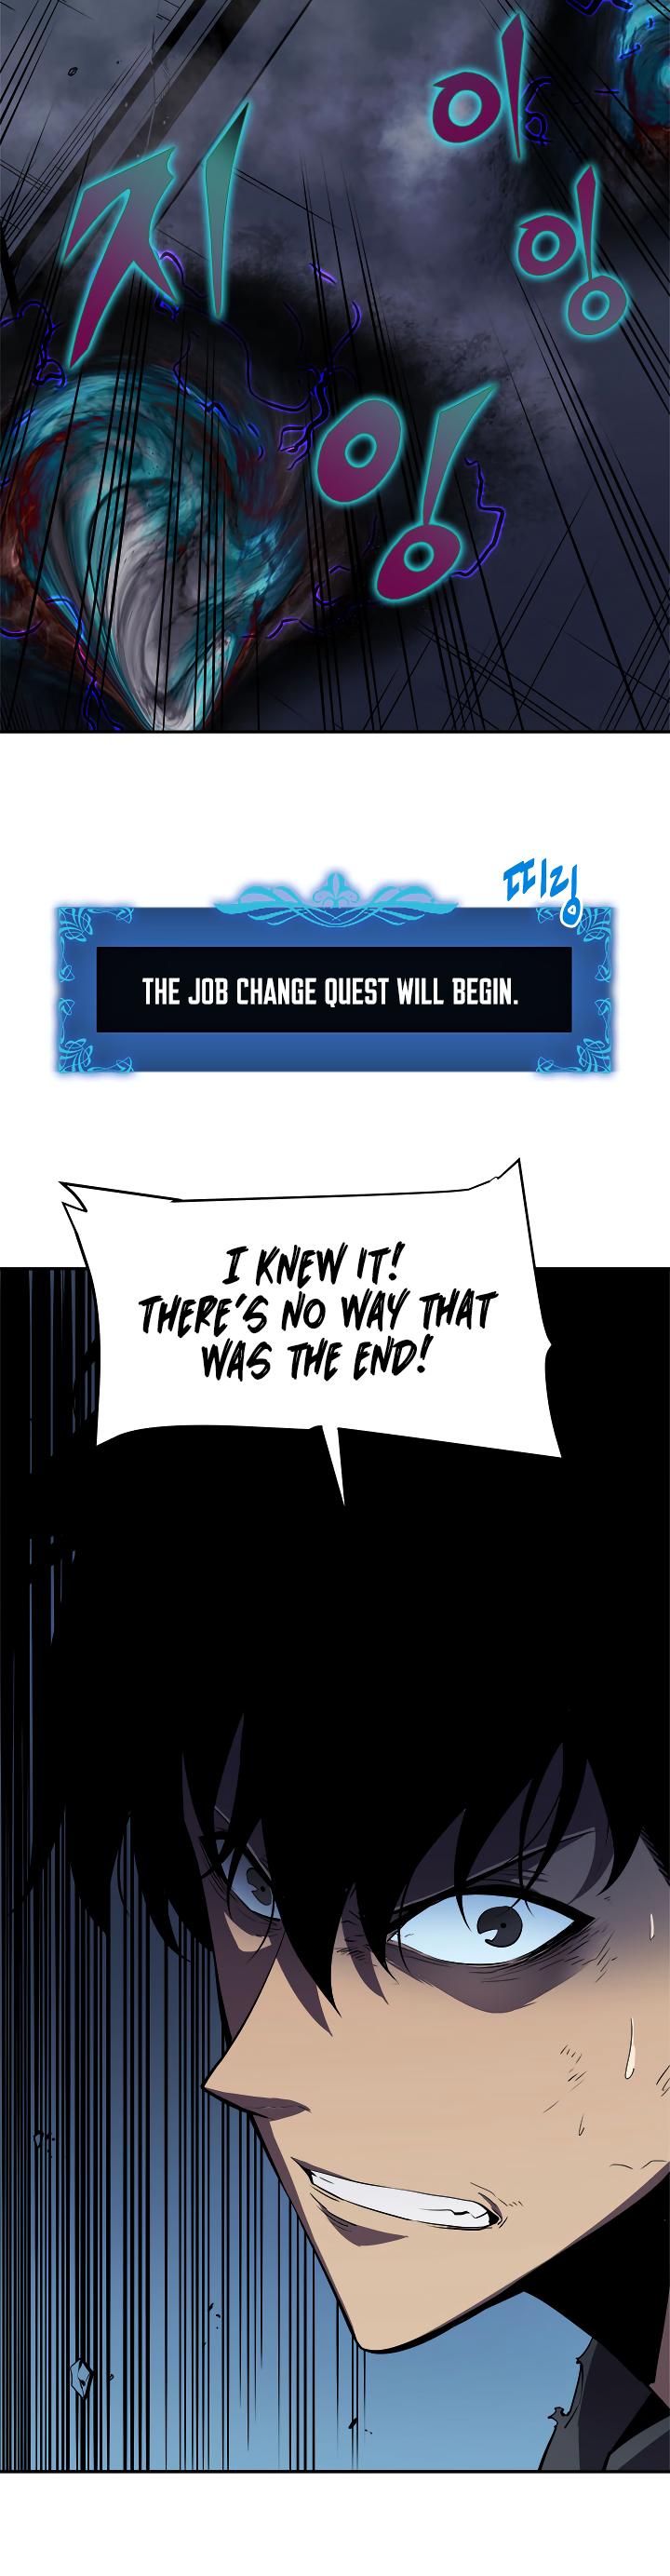 지이잉
이잉
띠링
THE JOB CHANGE QUEST WILL BEGIN.
I KNEW IT!
THERE'S NO WAY THAT
WAS THE END!